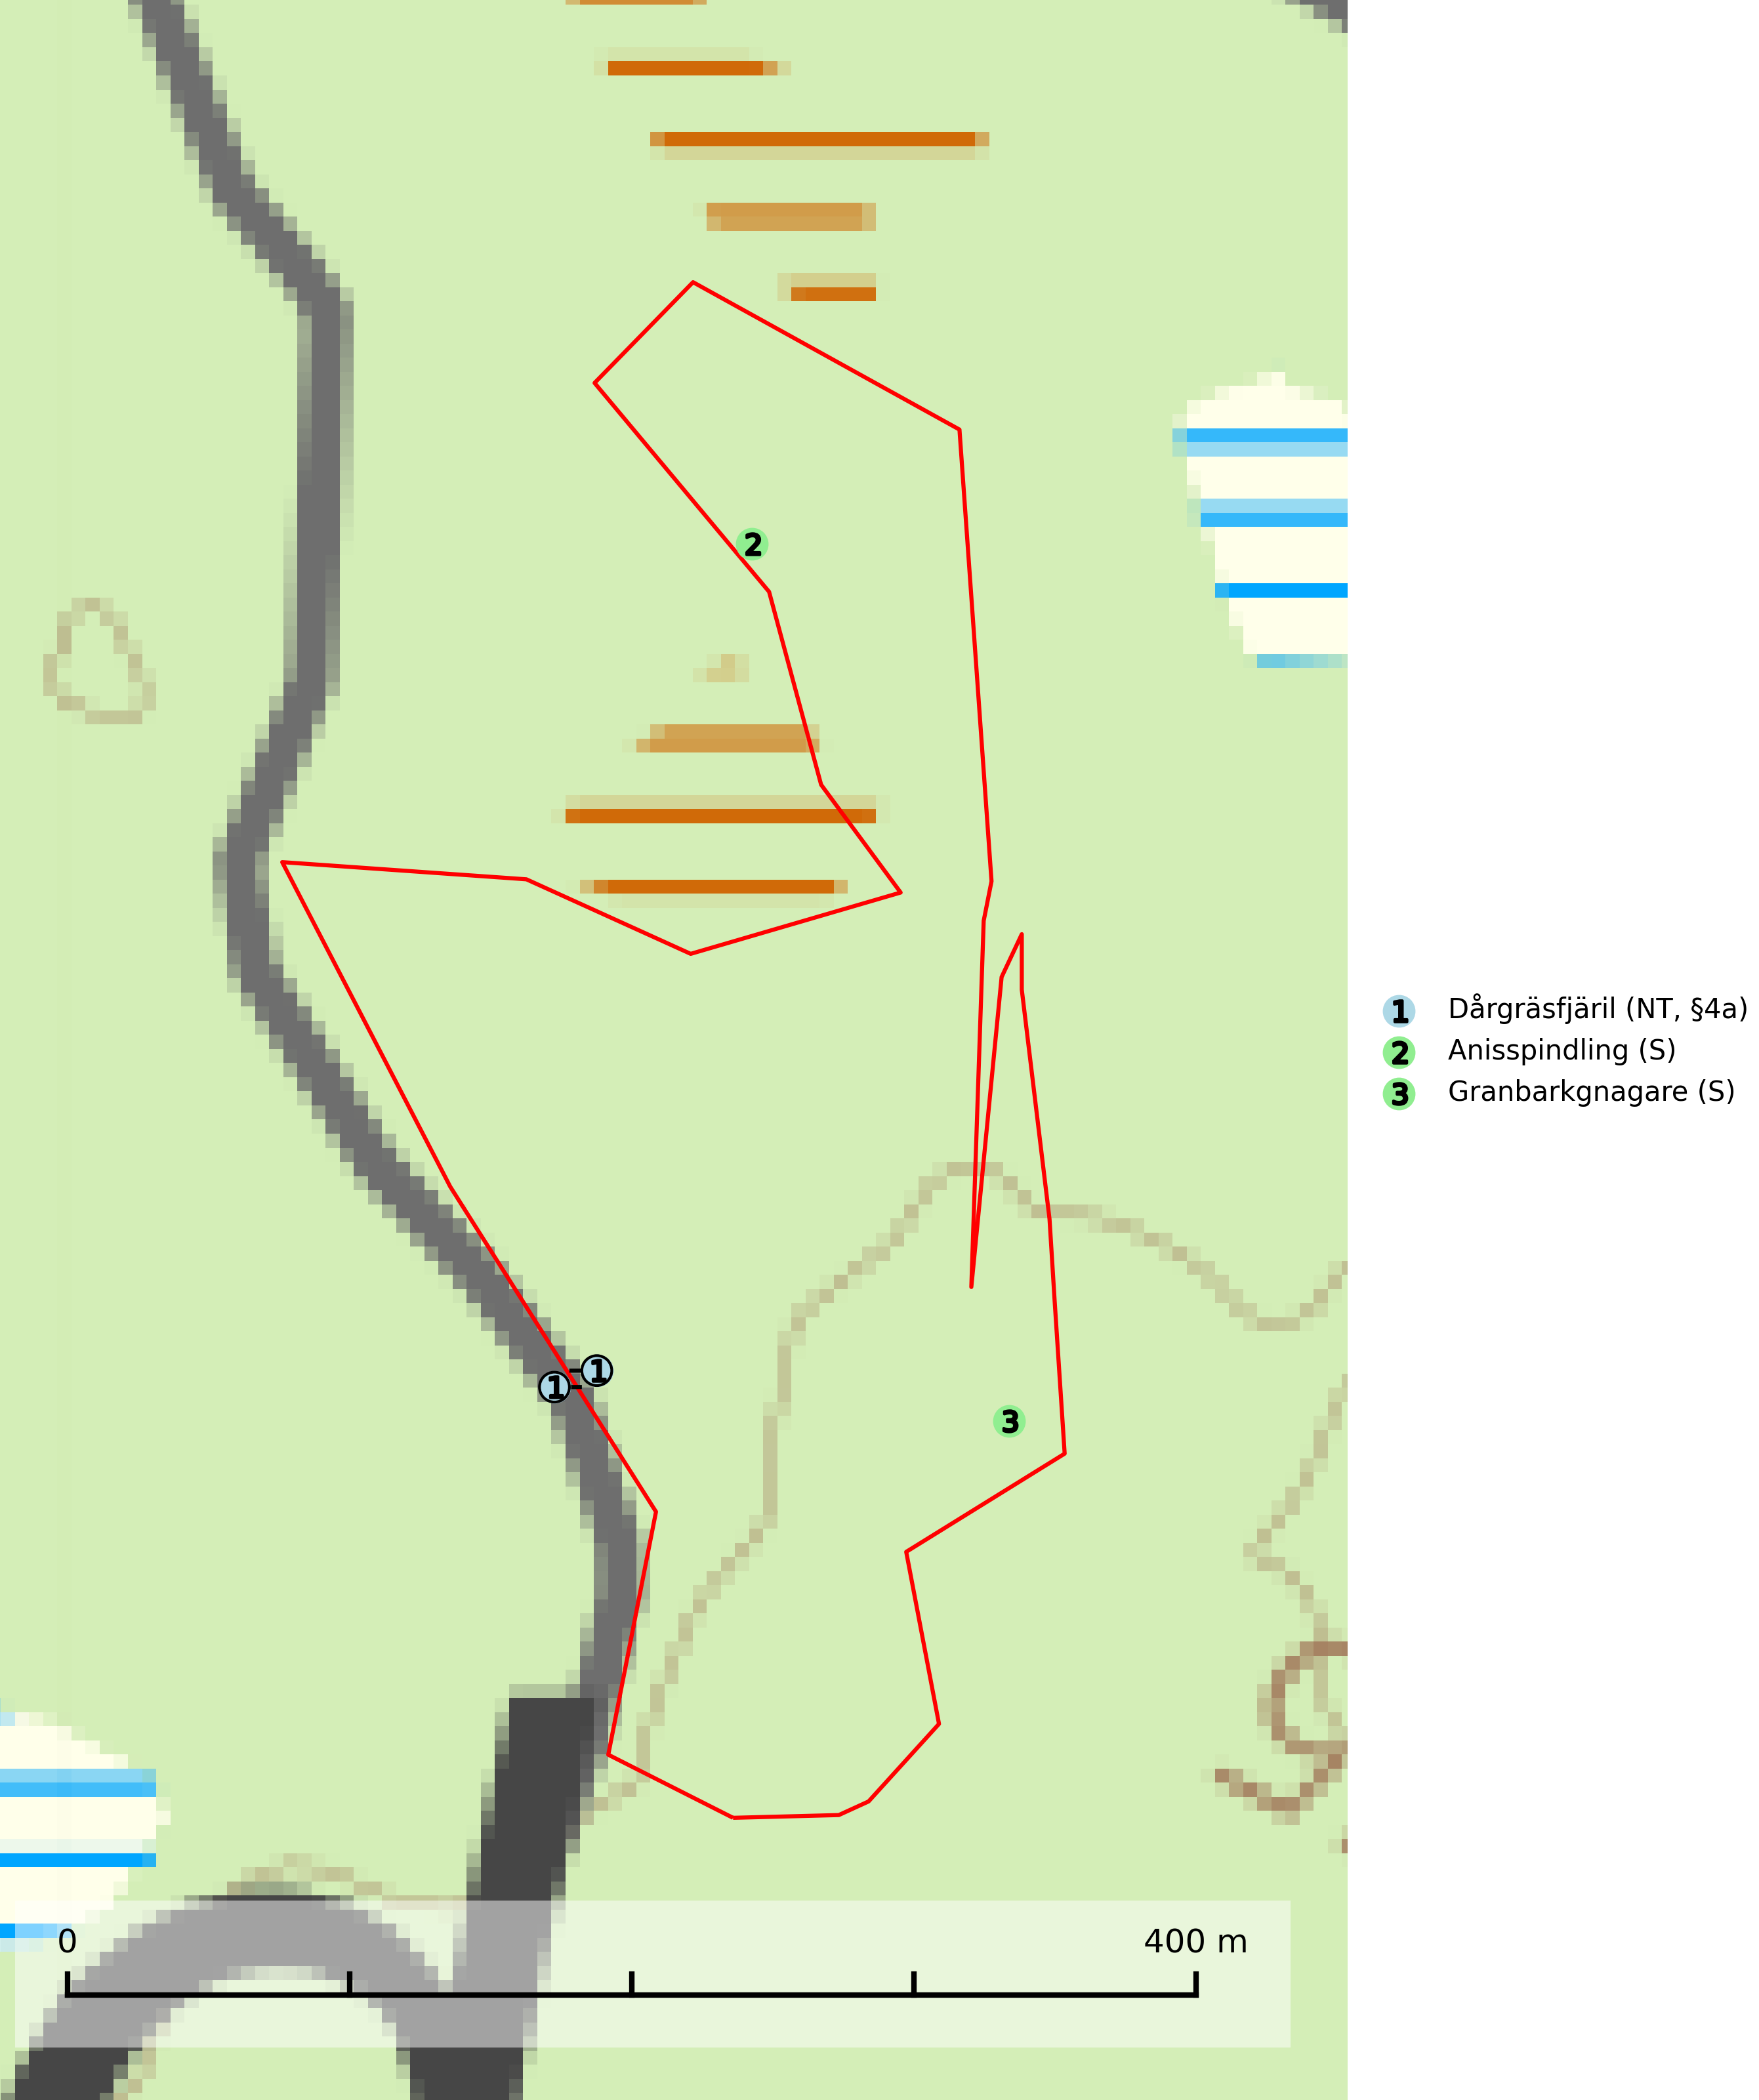 2
1 Dårgräsfjäril (NT, §4a)
2 Anisspindling (S)
3 Granbarkgnagare (S)
1
1
3
0 400 m